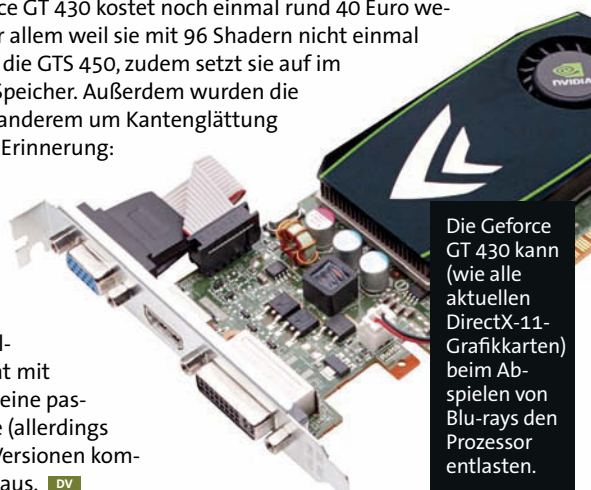 ce GT 430 kostet noch einmal rund 40 Euro we-
r allem weil sie mit 96 Shadern nicht einmal
die GTS 450, zudem setzt sie auf im
Speicher. Außerdem wurden die
anderem um Kantenglättung
Erinnerung:
l-
t mit
eine pas-
e (allerdings
Versionen kom-
aus. DV
nVIDIA
Die Geforce
GT 430 kann
(wie alle
aktuellen
DirectX-11-
Grafikkarten)
beim Ab-
spielen von
Blu-rays den
Prozessor
entlasten.